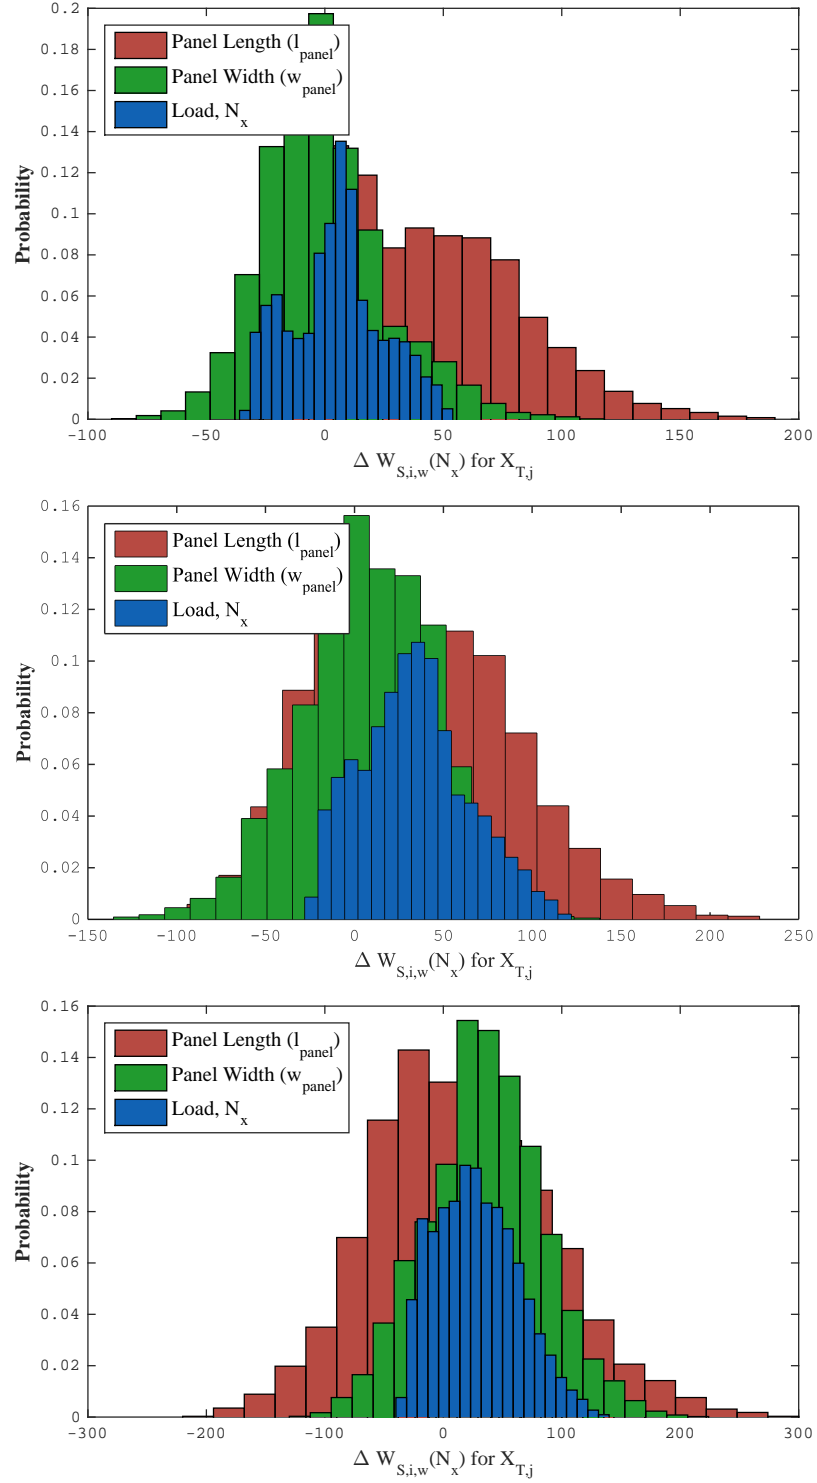 0.2
0.18
0.16
0.14
0.12
0.1
0.08
0.06
0.04
0.02
0
Probability
Panel Length (l_panel)
Panel Width (w_panel)
Load, N_x
-100 -50 0 50 100 150 200
Δ W_S,i,w(N_x) for X_T,j
0.16
0.14
0.12
0.1
0.08
0.06
0.04
0.02
0
Probability
Panel Length (l_panel)
Panel Width (w_panel)
Load, N_x
-150 -100 -50 0 50 100 150 200 250
Δ W_S,i,w(N_x) for X_T,j
0.16
0.14
0.12
0.1
0.08
0.06
0.04
0.02
0
Probability
Panel Length (l_panel)
Panel Width (w_panel)
Load, N_x
-300 -200 -100 0 100 200 300
Δ W_S,i,w(N_x) for X_T,j